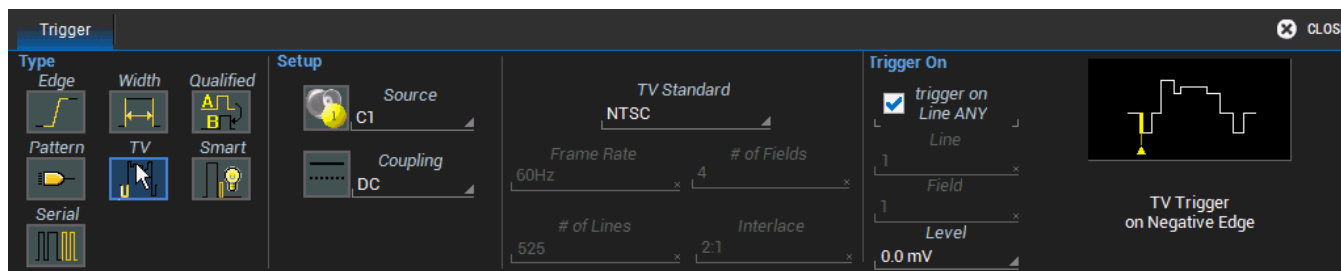 Trigger
CLOS
Type
Edge
Width
Qualified
A
B
Pattern
TV
Smart
Serial
Setup
Source
1
C1
Coupling
DC
TV Standard
NTSC
Frame Rate
60Hz
# of Fields
4
# of Lines
525
Interlace
2:1
Trigger On
trigger on
Line ANY
Line
1
Field
1
Level
0.0 mV
TV Trigger
on Negative Edge